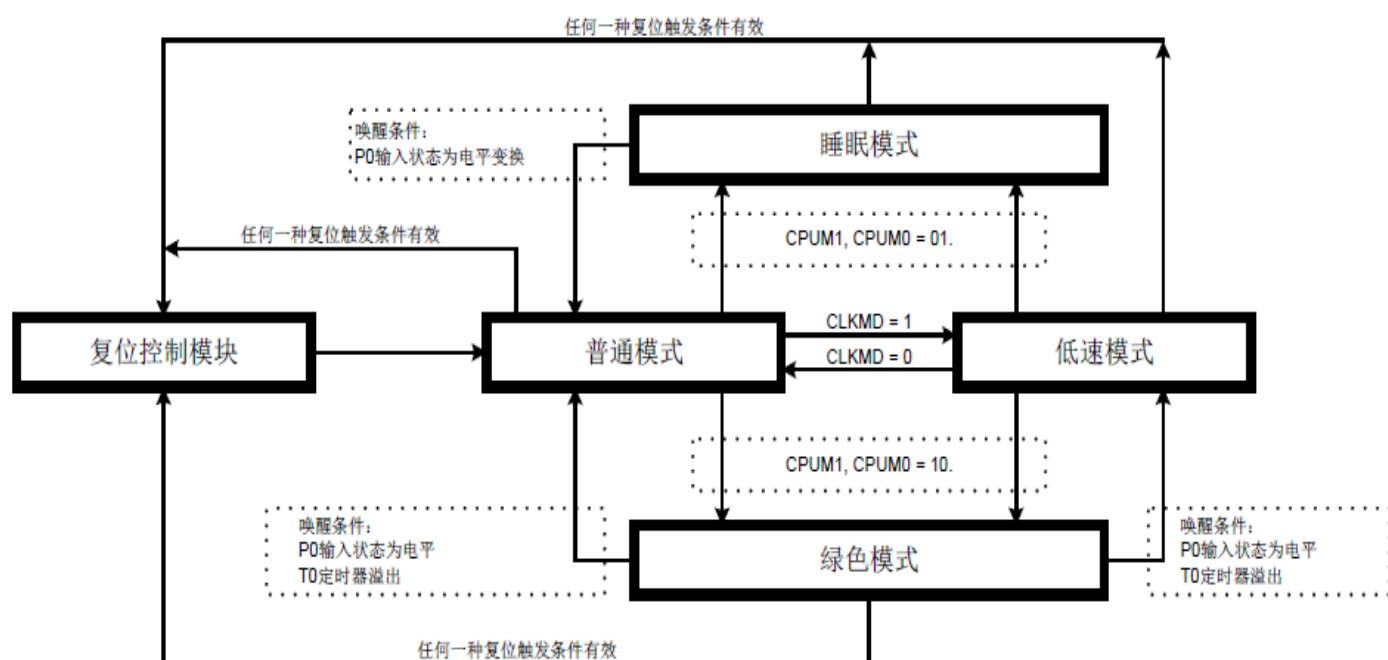 任何一种复位触发条件有效
唤醒条件：
P0输入状态为电平变换
睡眠模式
任何一种复位触发条件有效
CPUM1, CPUM0 = 01.
复位控制模块
普通模式
CLKMD = 1
CLKMD = 0
低速模式
CPUM1, CPUM0 = 10.
唤醒条件：
P0输入状态为电平
T0定时器溢出
绿色模式
唤醒条件：
P0输入状态为电平
T0定时器溢出
任何一种复位触发条件有效